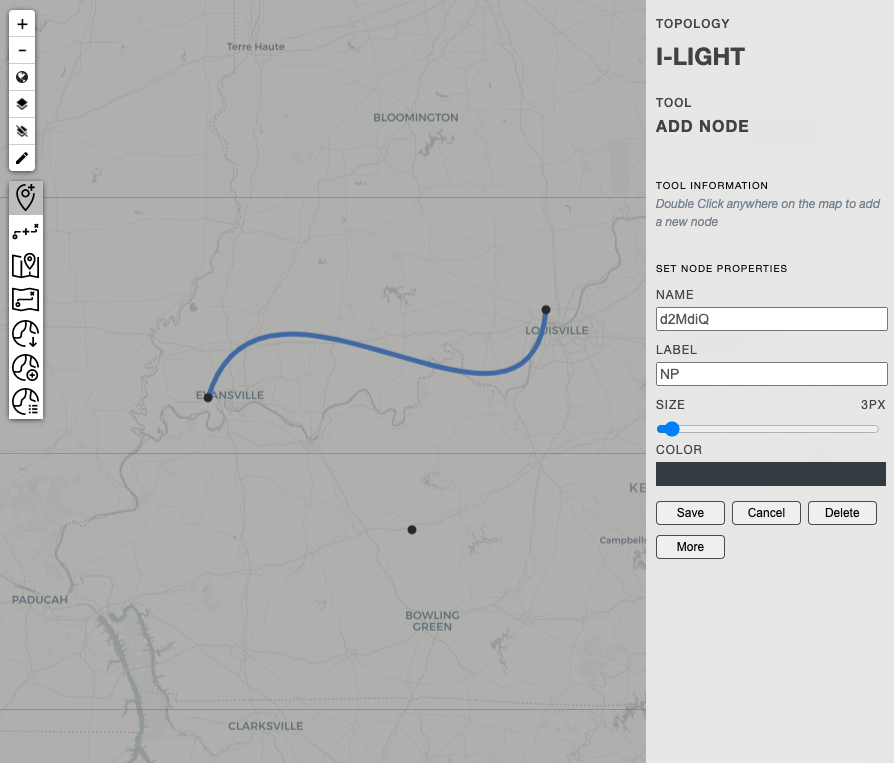 +
−
Terre Haute
BLOOMINGTON
LOUISVILLE
EVANSVILLE
KE
Campbells
PADUCAH
BOWLING
GREEN
CLARKSVILLE
TOPOLOGY
I-LIGHT
TOOL
ADD NODE
TOOL INFORMATION
Double Click anywhere on the map to add
a new node
SET NODE PROPERTIES
NAME
d2MdiQ
LABEL
NP
SIZE 3PX
COLOR
Save Cancel Delete
More